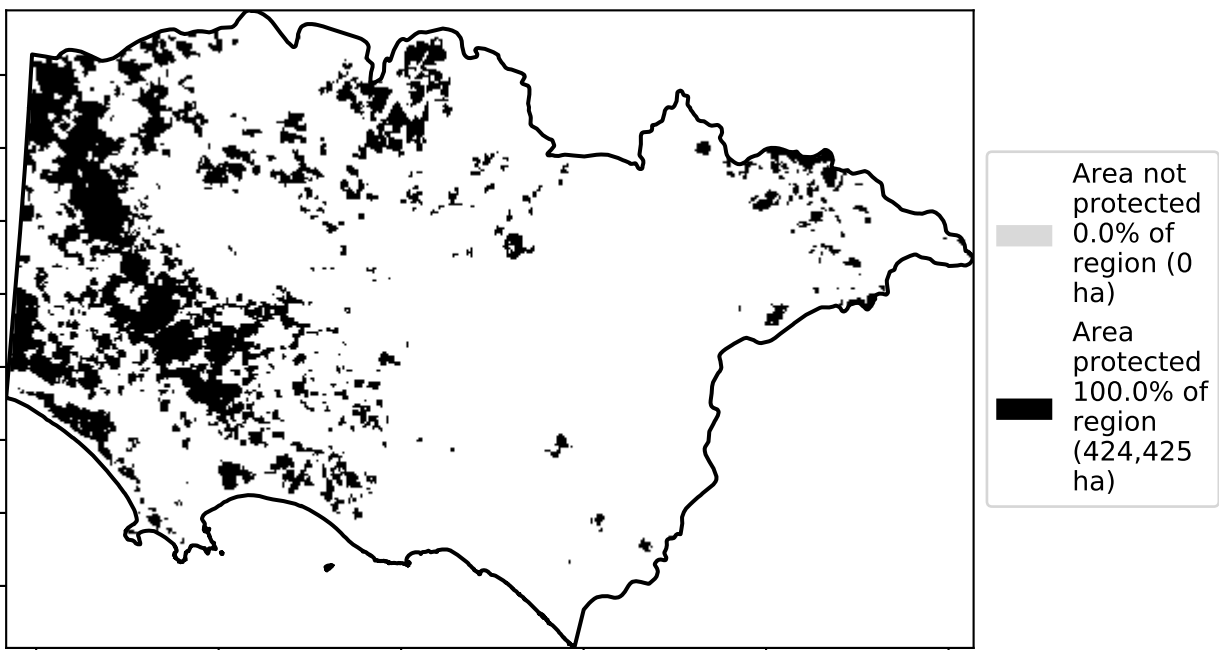 Area not
protected
0.0% of
region (0
ha)
Area
protected
100.0% of
region
(424,425
ha)